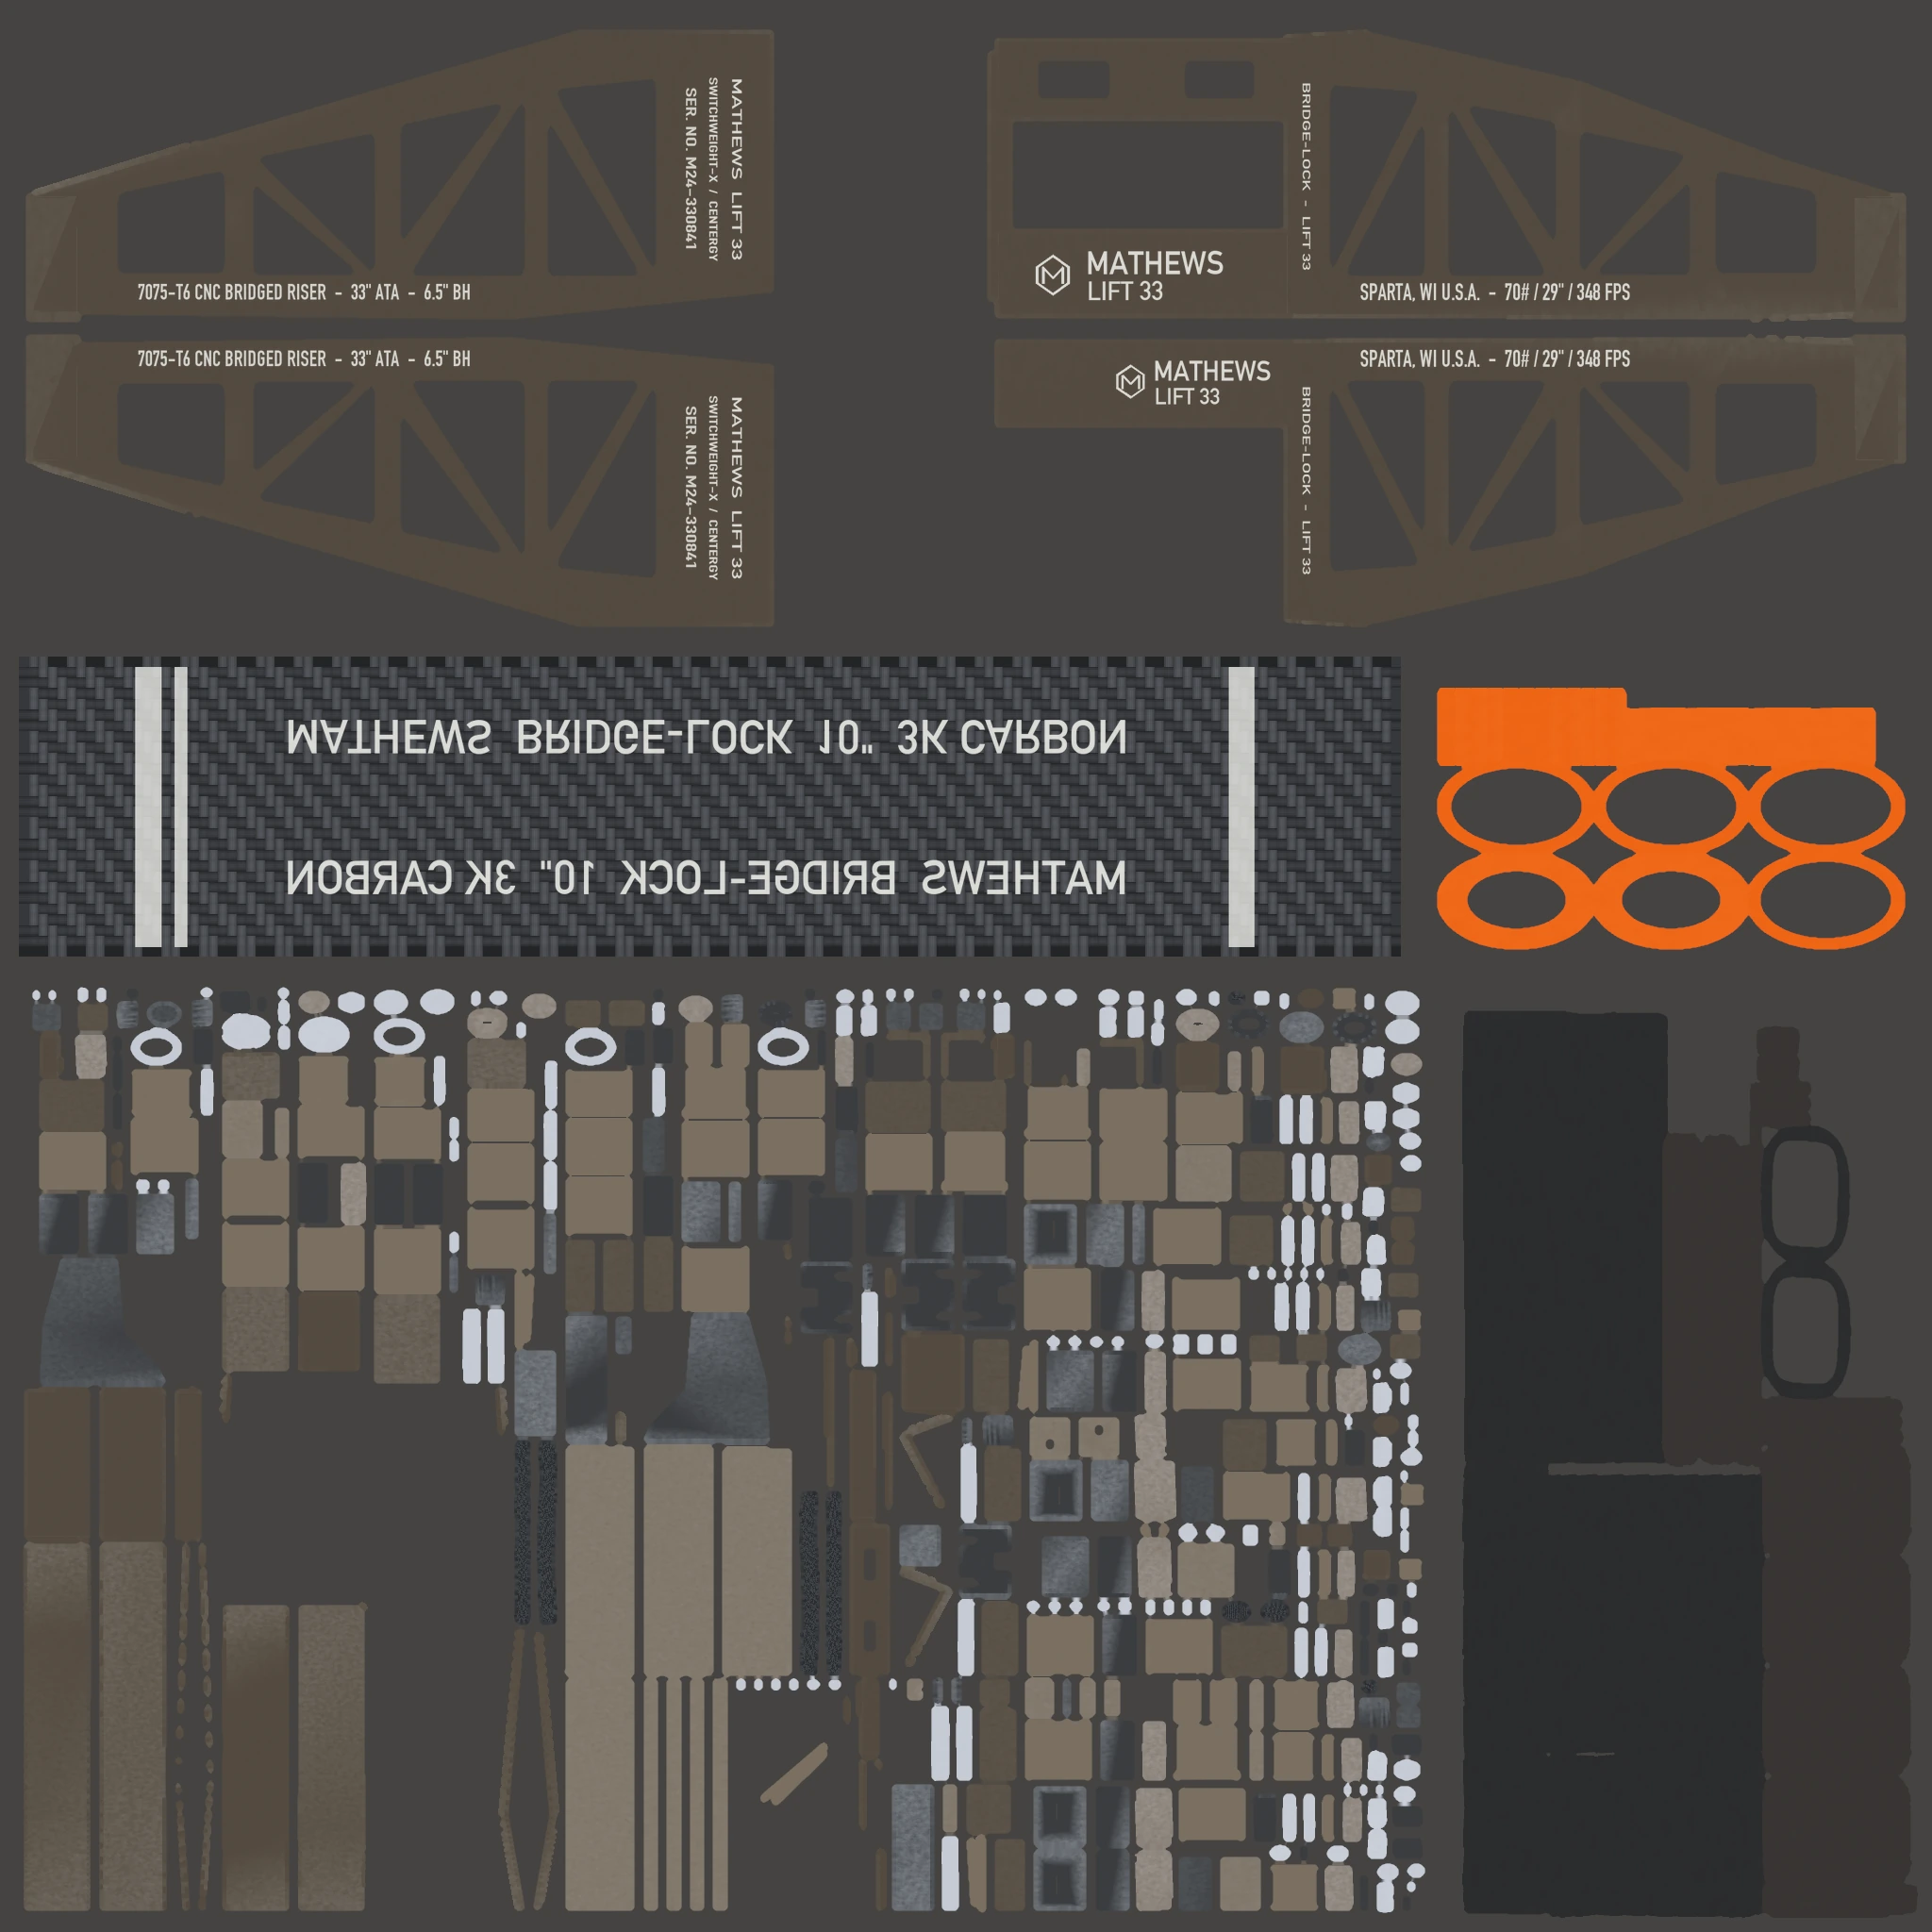 MATHEWS LIFT 33
SWITCHWEIGHT-X / CENTERGY
SER. NO. M24-330841
7075-T6 CNC BRIDGED RISER - 33" ATA - 6.5" BH
BRIDGE-LOCK - LIFT 33
MATHEWS
LIFT 33
SPARTA, WI U.S.A. - 70# / 29" / 348 FPS
7075-T6 CNC BRIDGED RISER - 33" ATA - 6.5" BH
MATHEWS LIFT 33
SWITCHWEIGHT-X / CENTERGY
SER. NO. M24-330841
MATHEWS
LIFT 33
SPARTA, WI U.S.A. - 70# / 29" / 348 FPS
BRIDGE-LOCK - LIFT 33
MATHEWS BRIDGE-LOCK 10" 3K CARBON
MATHEWS BRIDGE-LOCK 10" 3K CARBON